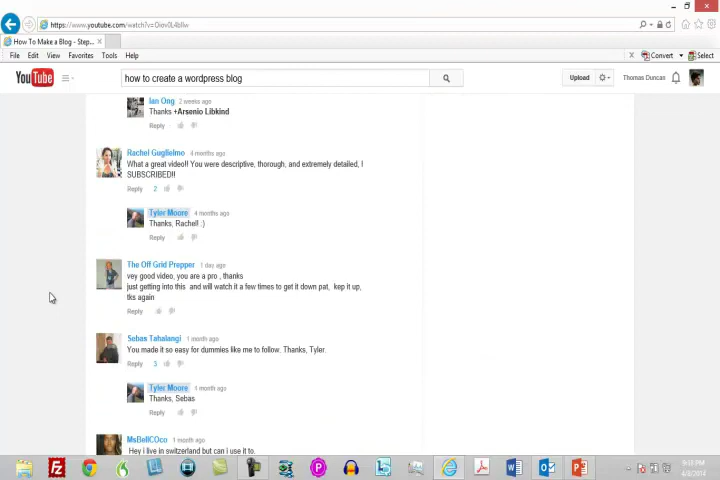 https://www.youtube.com/watch?v=
How To Make a Blog - Step...
File Edit View Favorites Tools Help
Convert Select
YouTube
how to create a wordpress blog
Upload
Thomas Duncan
Ian Ong 2 weeks ago
Thanks +Arsenio Libkind
Reply
Rachel Guglielmo 4 months ago
What a great video!! You were descriptive, thorough, and extremely detailed, I
SUBSCRIBED!!
Reply 2
Tyler Moore 4 months ago
Thanks, Rachel! :)
Reply
The Off Grid Prepper 1 day ago
vey good video, you are a pro , thanks
just getting into this and will watch it a few times to get it down pat, kep it up,
tks again
Reply
Sebas Tahalangi 1 month ago
You made it so easy for dummies like me to follow. Thanks, Tyler.
Reply 3
Tyler Moore 1 month ago
Thanks, Sebas
Reply
MsBellCOco 1 month ago
Hey i live in switzerland but can i use it to.
4/8/2014